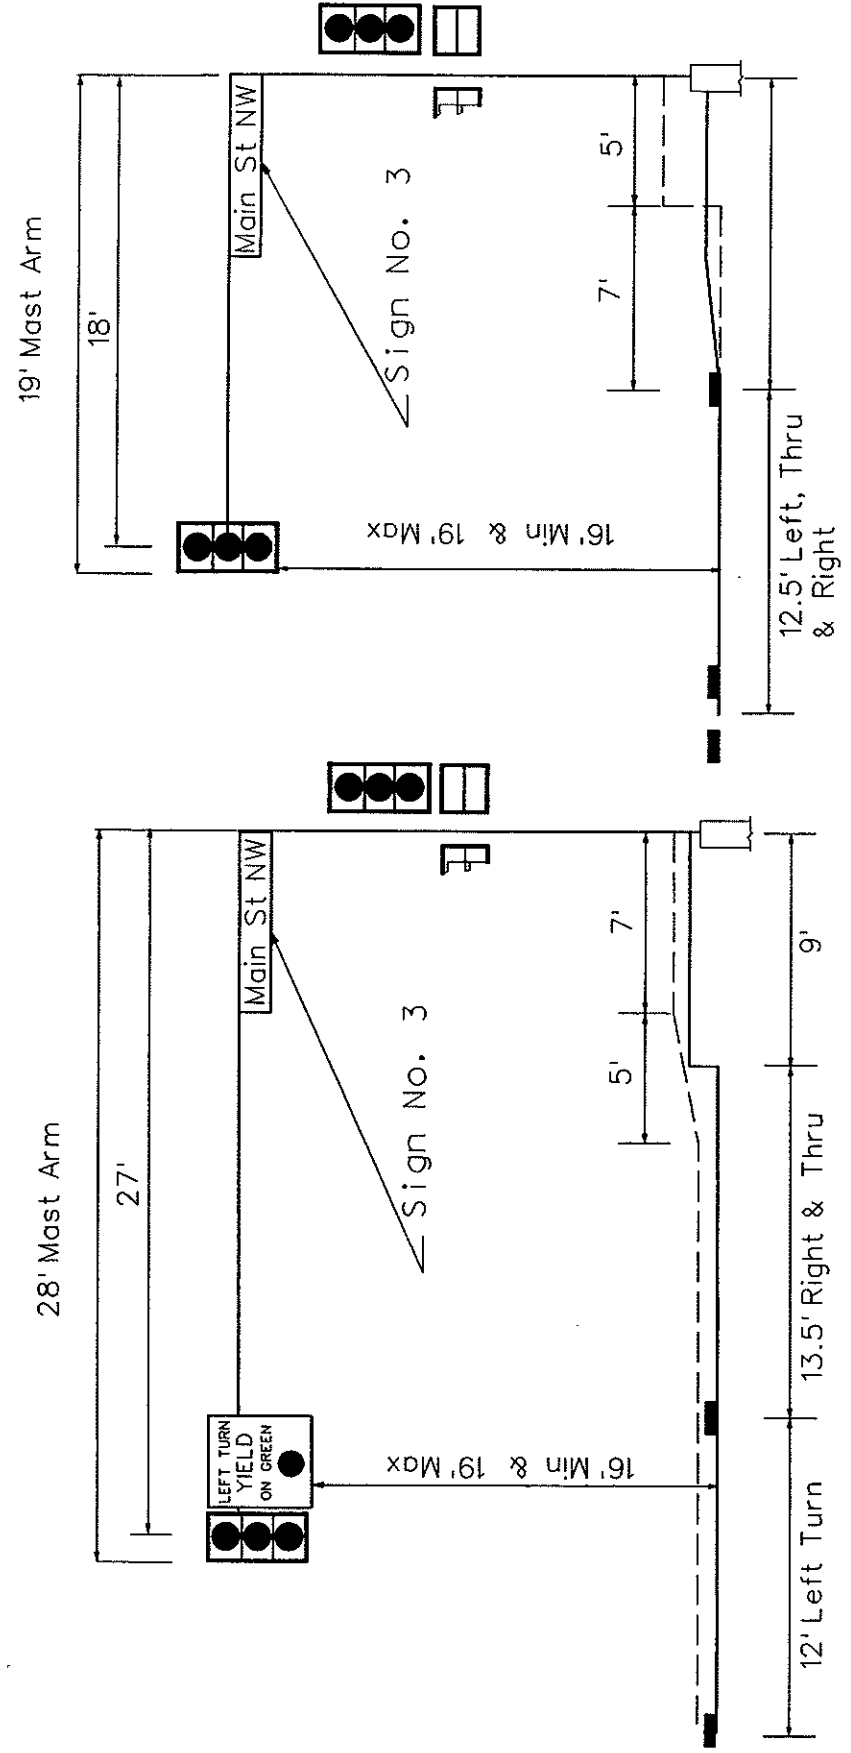 28' Mast Arm
27'
LEFT TURN
YIELD
ON GREEN
Main St NW
Sign No. 3
16' Min & 19' Max
5'
7'
12' Left Turn
13.5' Right & Thru
9'
19' Mast Arm
18'
Main St NW
Sign No. 3
16' Min & 19' Max
7'
5'
12.5' Left, Thru
& Right